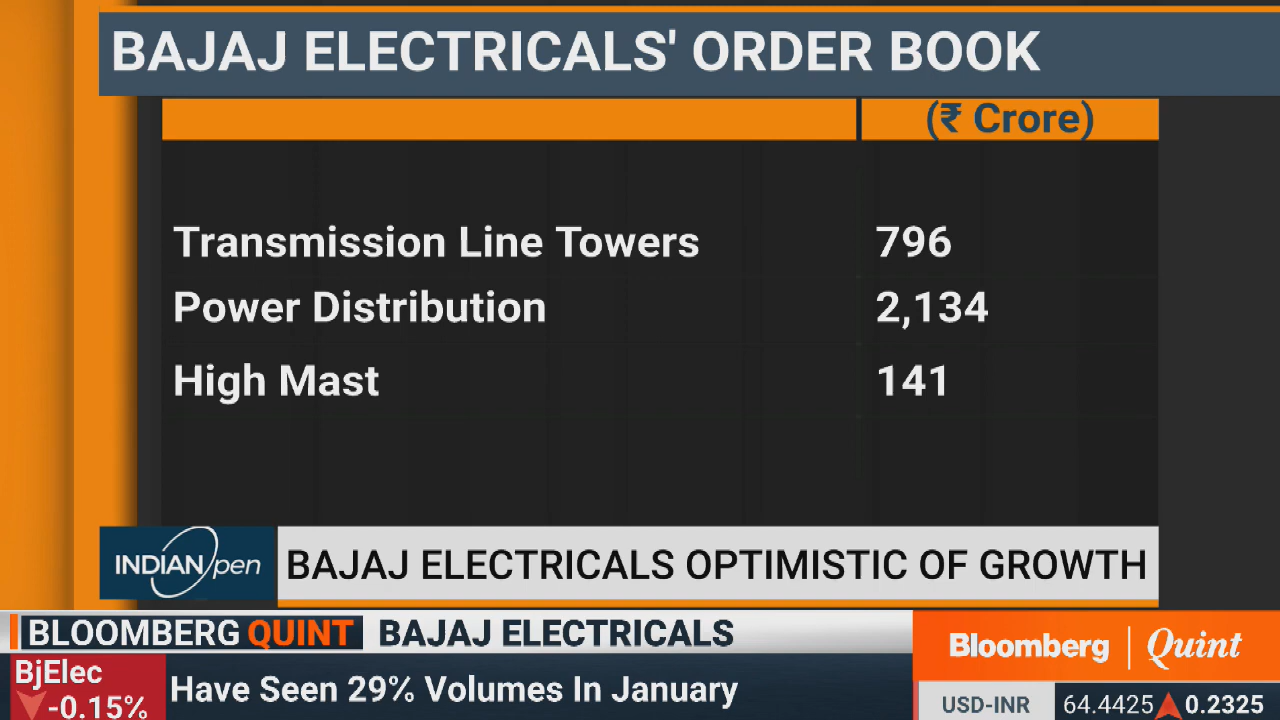 BAJAJ ELECTRICALS' ORDER BOOK
(₹ Crore)
Transmission Line Towers 796
Power Distribution 2,134
High Mast 141
INDIAN pen
BAJAJ ELECTRICALS OPTIMISTIC OF GROWTH
BLOOMBERG QUINT BAJAJ ELECTRICALS
Bloomberg | Quint
BjElec
-0.15%
Have Seen 29% Volumes In January
USD-INR 64.4425 0.2325